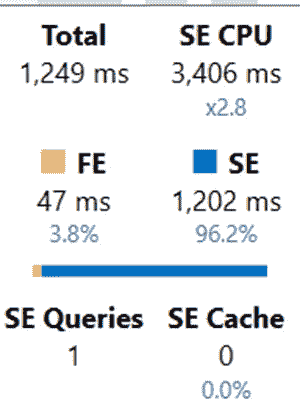 Total SE CPU
1,249 ms 3,406 ms
x2.8
FE SE
47 ms 1,202 ms
3.8% 96.2%
SE Queries SE Cache
1 0
0.0%